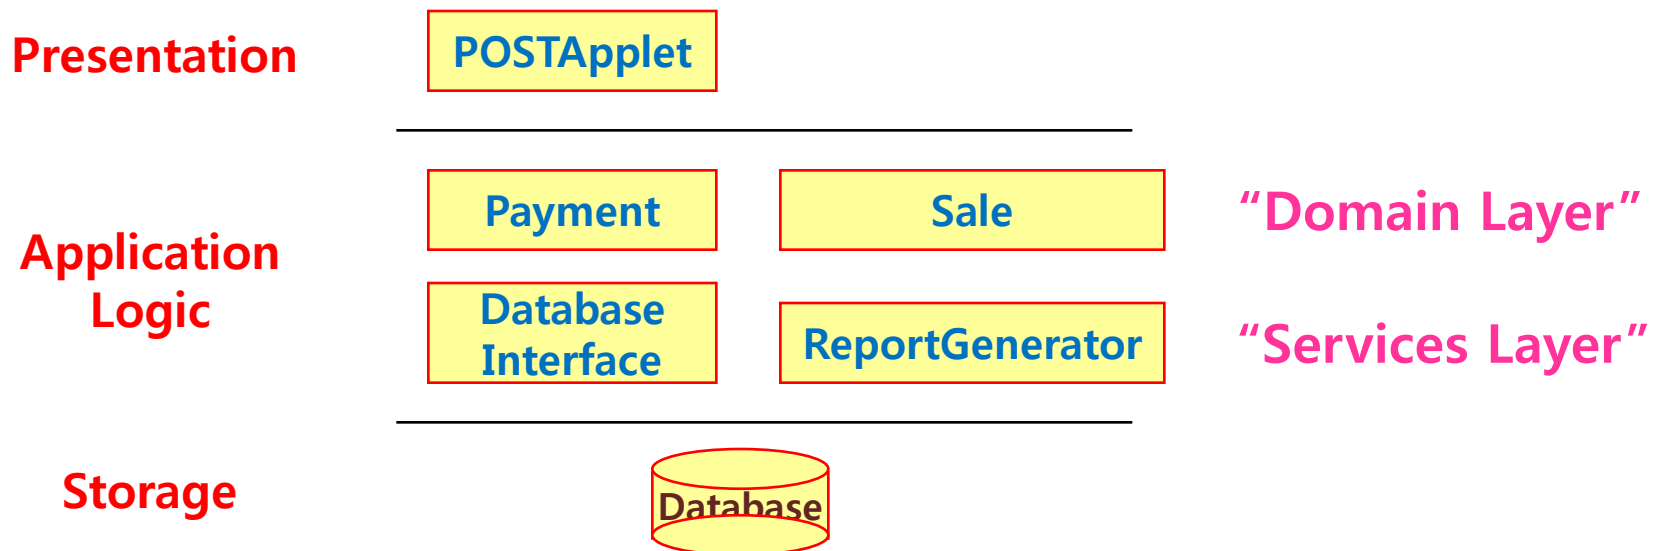 Presentation
POSTApplet
Payment
Sale
“Domain Layer”
Application
Logic
Database
Interface
ReportGenerator
“Services Layer”
Storage
Database